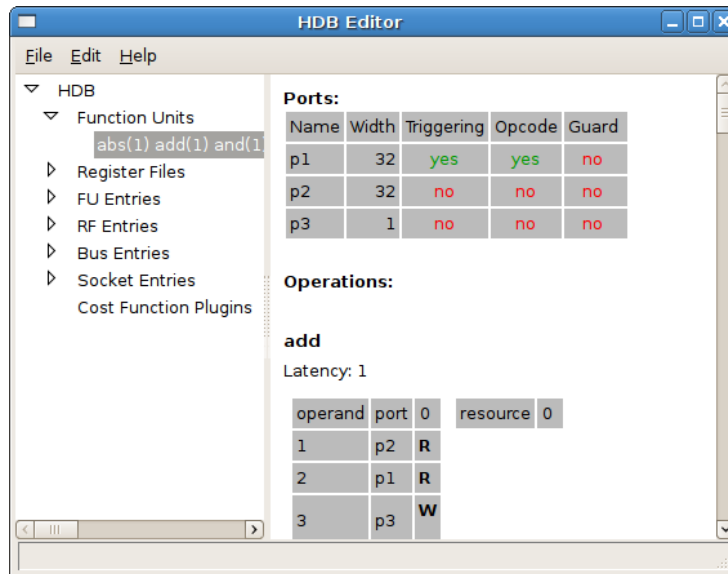 HDB Editor
File Edit Help
HDB
Function Units
abs(1) add(1) and(1)
Register Files
FU Entries
RF Entries
Bus Entries
Socket Entries
Cost Function Plugins
Ports:
Name Width Triggering Opcode Guard
p1 32 yes yes no
p2 32 no no no
p3 1 no no no
Operations:
add
Latency: 1
operand port 0 resource 0
1 p2 R
2 p1 R
3 p3 W